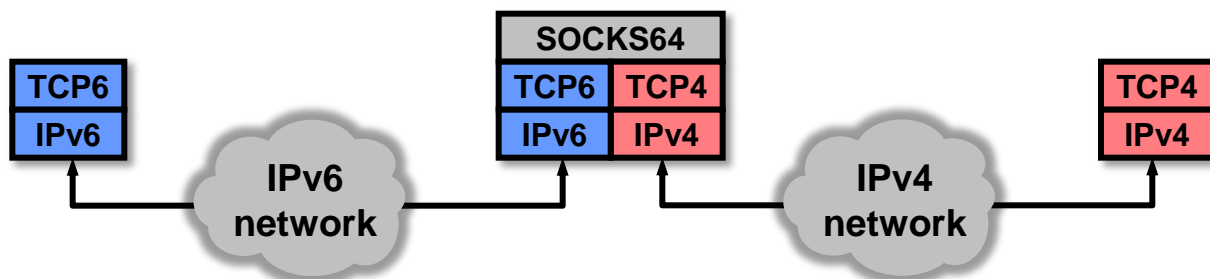 SOCKS64
TCP6
TCP6 TCP4
TCP4
IPv6
IPv6 IPv4
IPv4
IPv6
network
IPv4
network